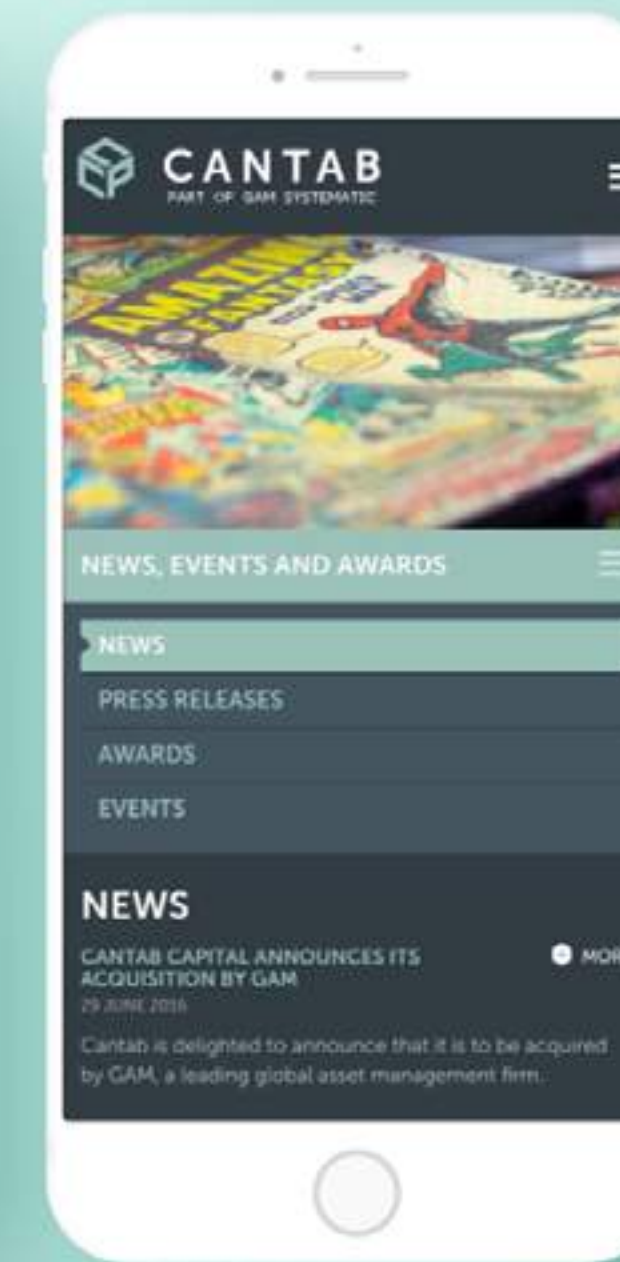 CANTAB
PART OF GAM SYSTEMATIC
AMAZING
FANTASY
NEWS, EVENTS AND AWARDS
NEWS
PRESS RELEASES
AWARDS
EVENTS
NEWS
CANTAB CAPITAL ANNOUNCES ITS
MOR
ACQUISITION BY GAM
29 JUNE 2016
Cantab is delighted to announce that it is to be acquired
by GAM, a leading global asset management firm.